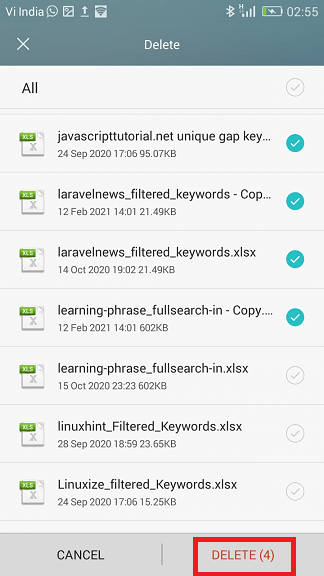 Vi India 02:55
Delete
All
XLS X javascripttutorial.net unique gap key...
24 Sep 2020 17:06 95.07KB
XLS X laravelnews_filtered_keywords - Cop...
12 Feb 2021 14:01 21.49KB
XLS X laravelnews_filtered_keywords.xlsx
14 Oct 2020 19:02 21.49KB
XLS X learning-phrase_fullsearch-in - Copy....
12 Feb 2021 14:01 602KB
XLS X learning-phrase_fullsearch-in.xlsx
15 Oct 2020 23:23 602KB
XLS X linuxhint_Filtered_Keywords.xlsx
28 Sep 2020 18:59 23.65KB
XLS X Linuxize_filtered_Keywords.xlsx
24 Sep 2020 17:06 15.25KB
CANCEL DELETE (4)